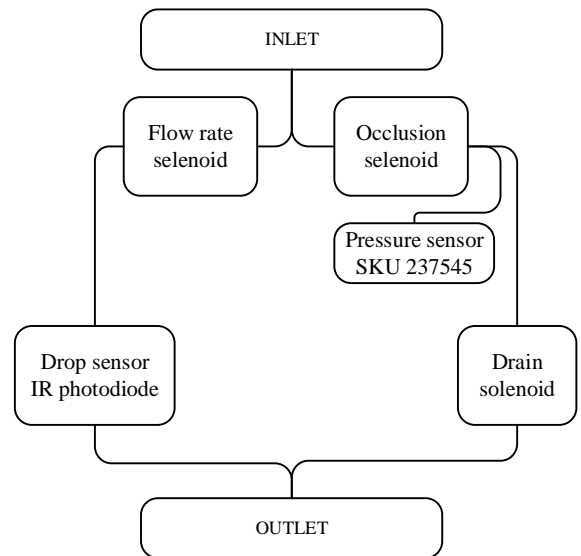 INLET
Flow rate
selenoid
Occlusion
selenoid
Pressure sensor
SKU 237545
Drop sensor
IR photodiode
Drain
solenoid
OUTLET